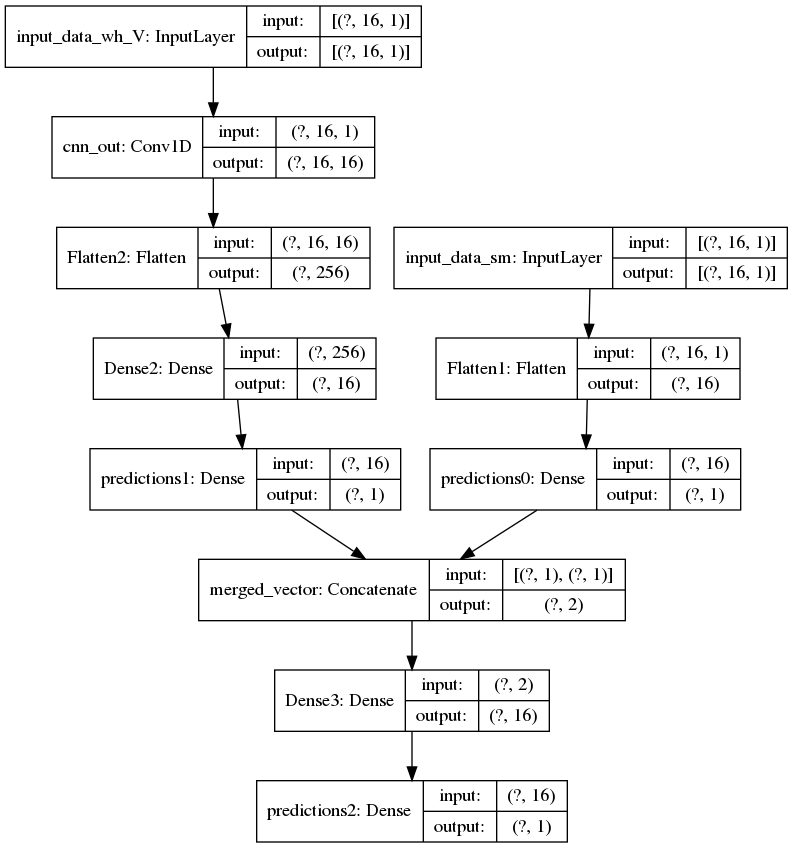 input_data_wh_V: InputLayer
input: [(?, 16, 1)]
output: [(?, 16, 1)]
cnn_out: Conv1D
input: (?, 16, 1)
output: (?, 16, 16)
Flatten2: Flatten
input: (?, 16, 16)
output: (?, 256)
input_data_sm: InputLayer
input: [(?, 16, 1)]
output: [(?, 16, 1)]
Dense2: Dense
input: (?, 256)
output: (?, 16)
Flatten1: Flatten
input: (?, 16, 1)
output: (?, 16)
predictions1: Dense
input: (?, 16)
output: (?, 1)
predictions0: Dense
input: (?, 16)
output: (?, 1)
merged_vector: Concatenate
input: [(?, 1), (?, 1)]
output: (?, 2)
Dense3: Dense
input: (?, 2)
output: (?, 16)
predictions2: Dense
input: (?, 16)
output: (?, 1)